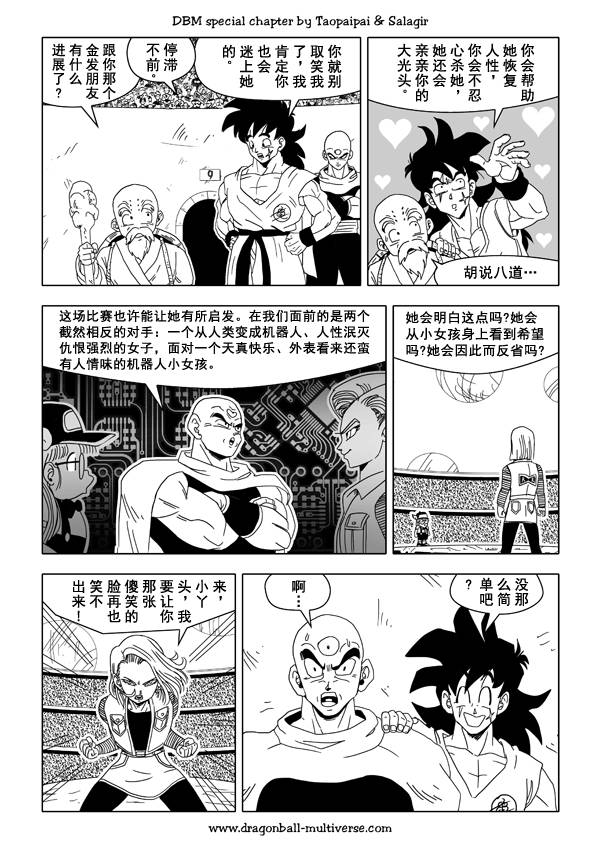 DBM special chapter by Taopaipai & Salagir
跟你那个
金发朋友
有什么
进展了？
停滞
不前。
你就别
取笑我
了，我
肯定你
也会
迷上她
的。
你会帮助
她恢复
人性，
你会不忍
心杀她，
她还会
亲亲你的
大光头。
胡说八道…
9
这场比赛也许能让她有所启发。在我们面前的是两个
截然相反的对手：一个从人类变成机器人、人性泯灭
仇恨强烈的女子，面对一个天真快乐、外表看来还蛮
有人情味的机器人小女孩。
她会明白这点吗?她会
从小女孩身上看到希望
吗?她会因此而反省吗?
来，
小丫
头，我
要让你
那张
傻笑的
脸再也
笑不
出来！
啊…
没那
么简
单吧
？
www.dragonball-multiverse.com